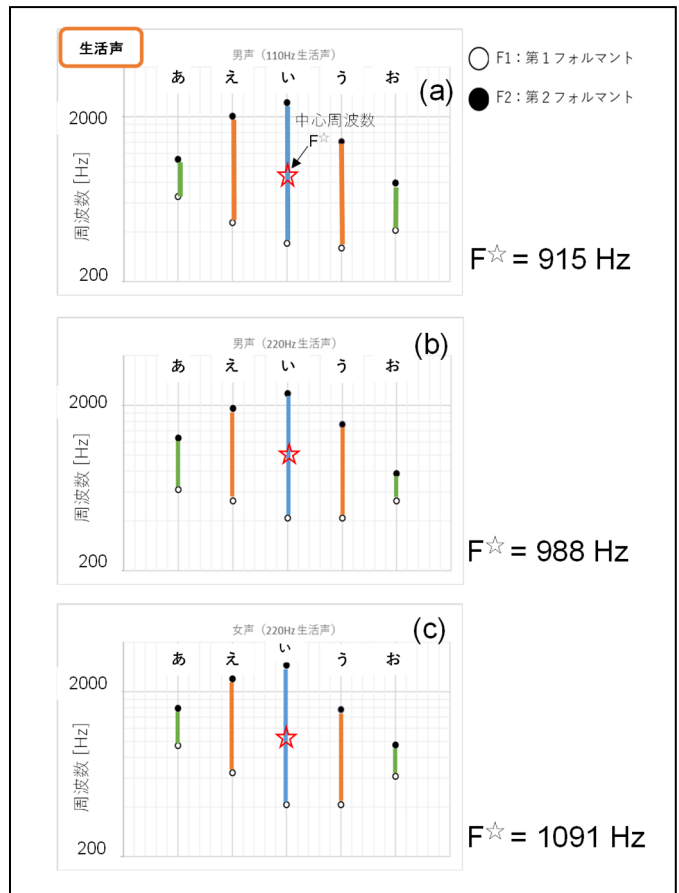 生活声
男声（110Hz生活声）
あ え い う お
(a)
○ F1：第1フォルマント
● F2：第2フォルマント
中心周波数
F☆
2000
周波数 [Hz]
200
F☆ = 915 Hz
男声（220Hz生活声）
(b)
あ え い う お
2000
周波数 [Hz]
200
F☆ = 988 Hz
女声（220Hz生活声）
(c)
あ え い う お
2000
周波数 [Hz]
200
F☆ = 1091 Hz